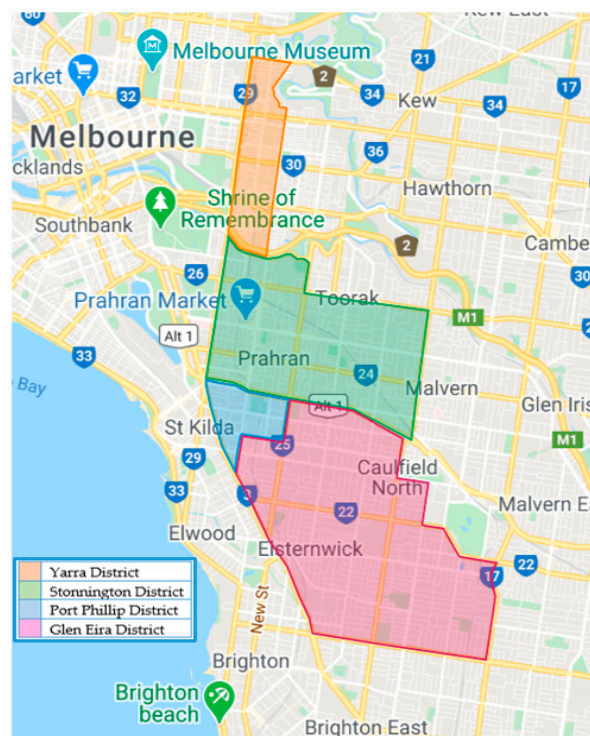 60
Kew East
Melbourne Museum
21
arket
2
17
29
32
34
Kew
34
Melbourne
36
30
cklands
Hawthorn
Shrine of
Remembrance
Southbank
2
Cambe
30
26
Toorak
Prahran Market
M1
Alt 1
33
Prahran
24
Malvern
Bay
Alt 1
Glen Iris
St Kilda
25
M1
29
Caulfield
North
33
3
Malvern Ea
22
Elwood
Elsternwick
22
17
Yarra District
Stonnington District
Port Phillip District
Glen Eira District
New St
Brighton
Brighton
beach
Brighton East